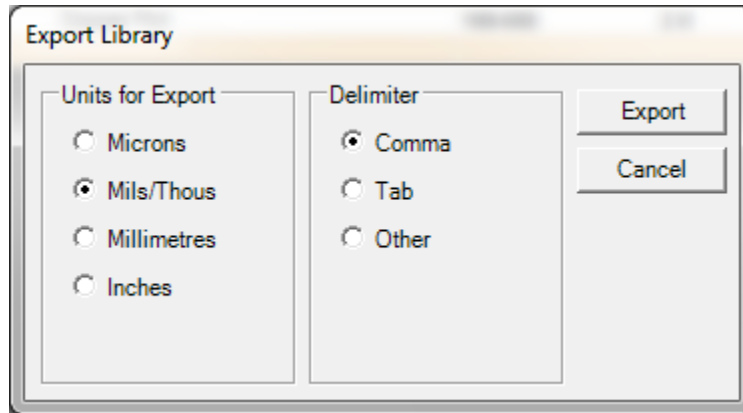 Export Library
Units for Export
Microns
Mils/Thous
Millimetres
Inches
Delimiter
Comma
Tab
Other
Export
Cancel